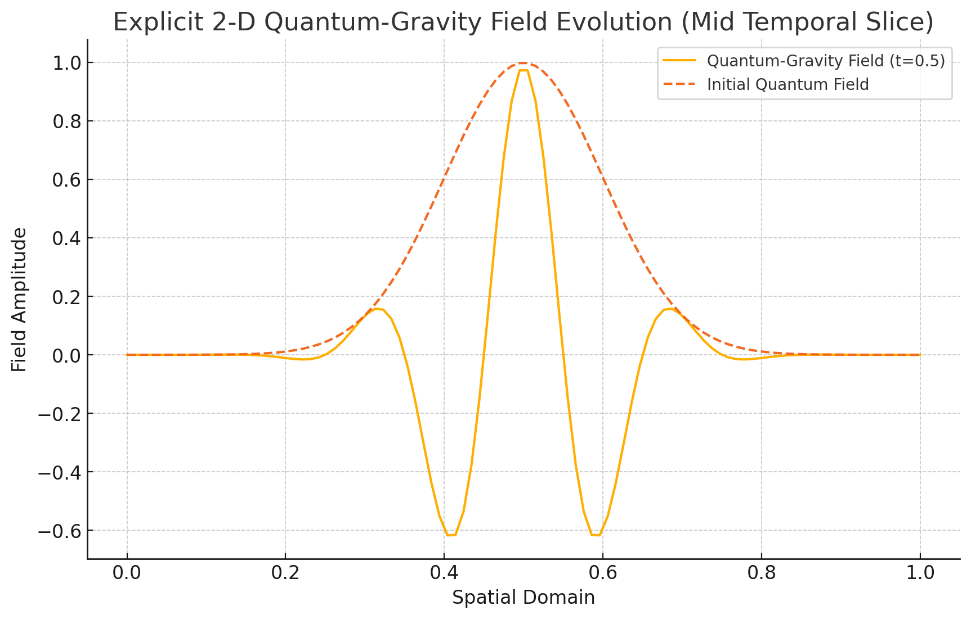 Explicit 2-D Quantum-Gravity Field Evolution (Mid Temporal Slice)
Quantum-Gravity Field (t=0.5)
Initial Quantum Field
Field Amplitude
1.0
0.8
0.6
0.4
0.2
0.0
−0.2
−0.4
−0.6
0.0 0.2 0.4 0.6 0.8 1.0
Spatial Domain